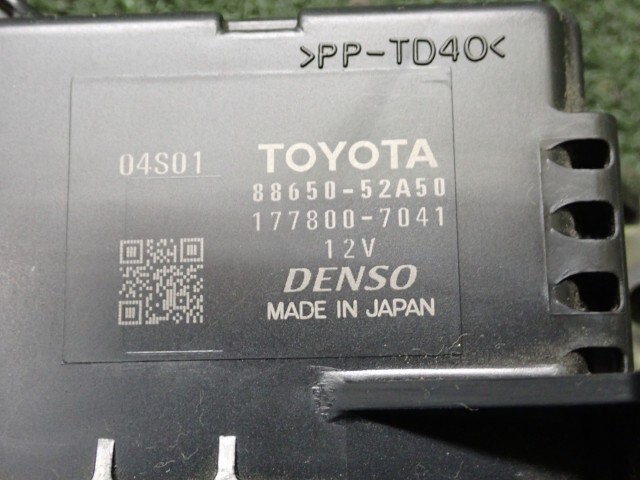 >PP-TD40<
04S01
TOYOTA
88650-52A50
177800-7041
12V
DENSO
MADE IN JAPAN